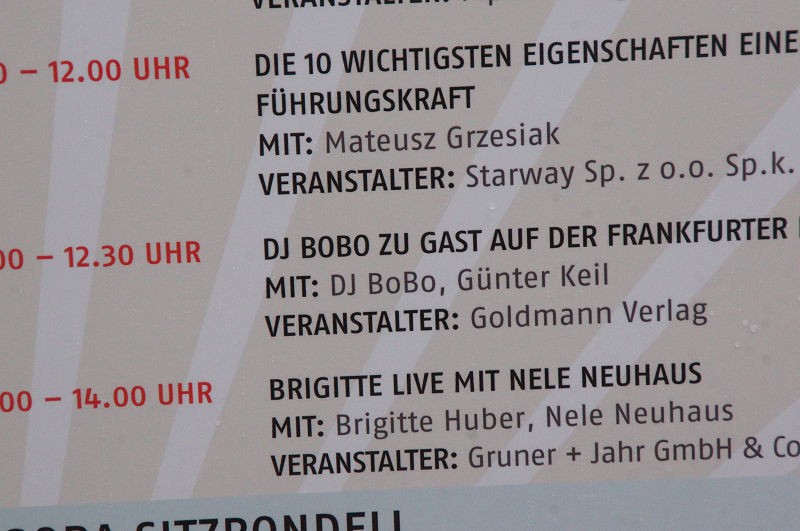 VERANSTALTER:
– 12.00 UHR DIE 10 WICHTIGSTEN EIGENSCHAFTEN EINE
FÜHRUNGSKRAFT
MIT: Mateusz Grzesiak
VERANSTALTER: Starway Sp. z o.o. Sp.k.
00 – 12.30 UHR DJ BOBO ZU GAST AUF DER FRANKFURTER
MIT: DJ BoBo, Günter Keil
VERANSTALTER: Goldmann Verlag
00 – 14.00 UHR BRIGITTE LIVE MIT NELE NEUHAUS
MIT: Brigitte Huber, Nele Neuhaus
VERANSTALTER: Gruner + Jahr GmbH & Co
SITZRONDELL